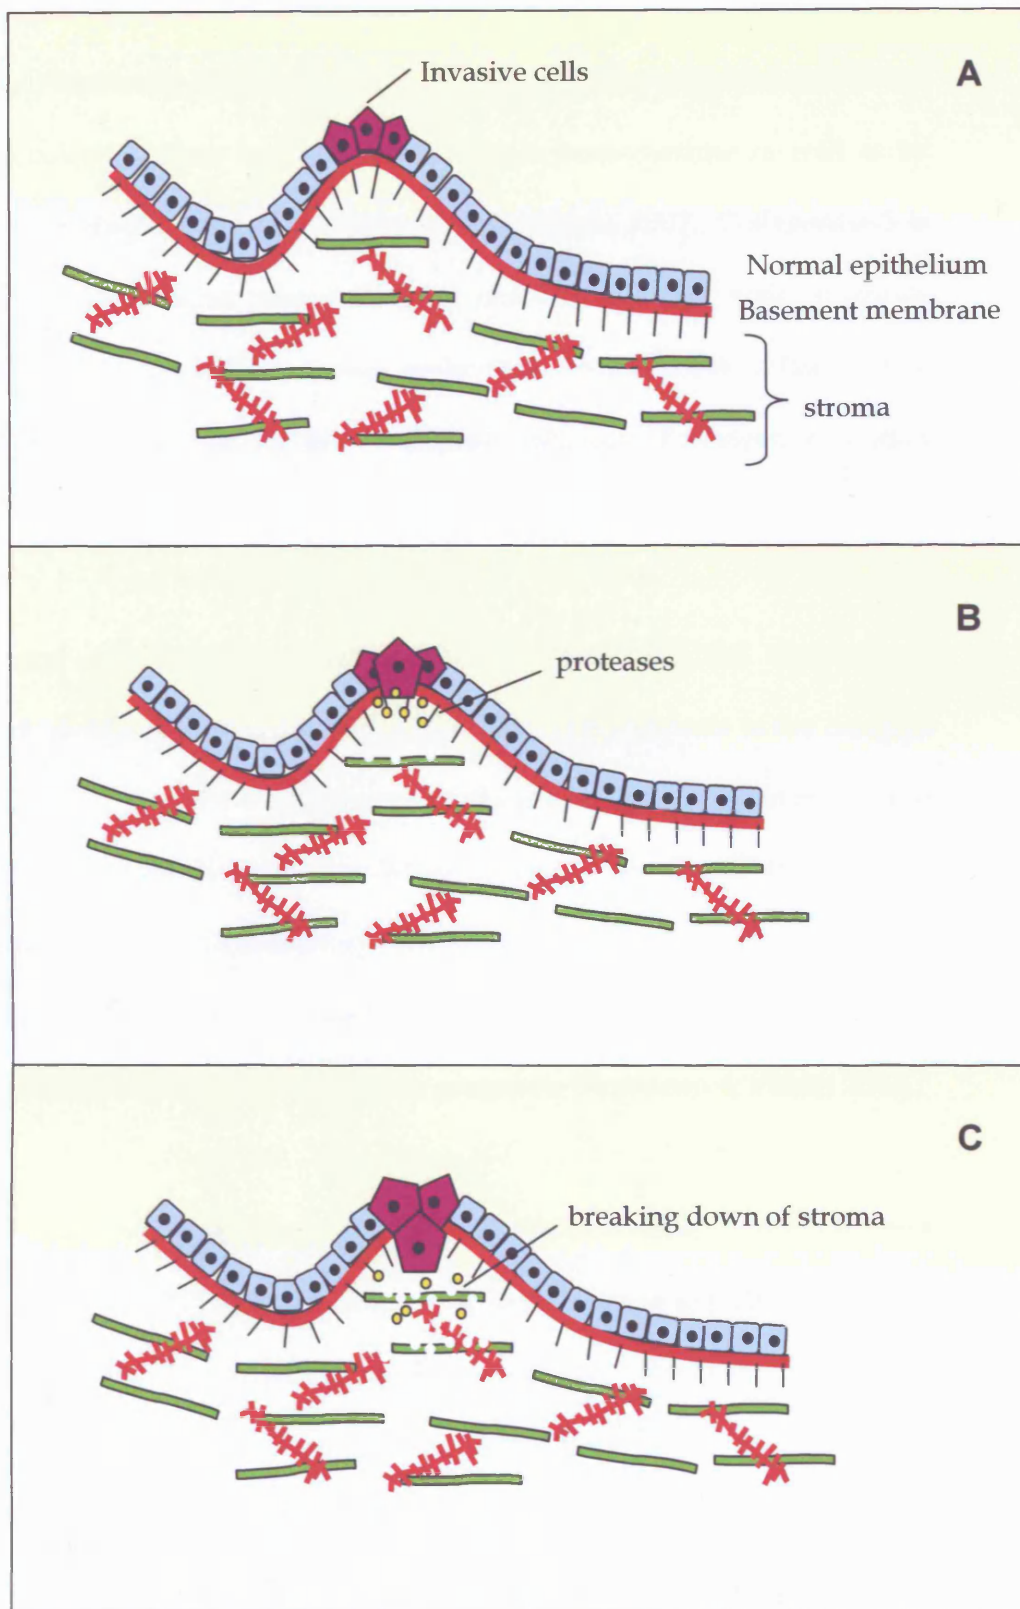 Invasive cells
A
Normal epithelium
Basement membrane
stroma
B
proteases
C
breaking down of stroma